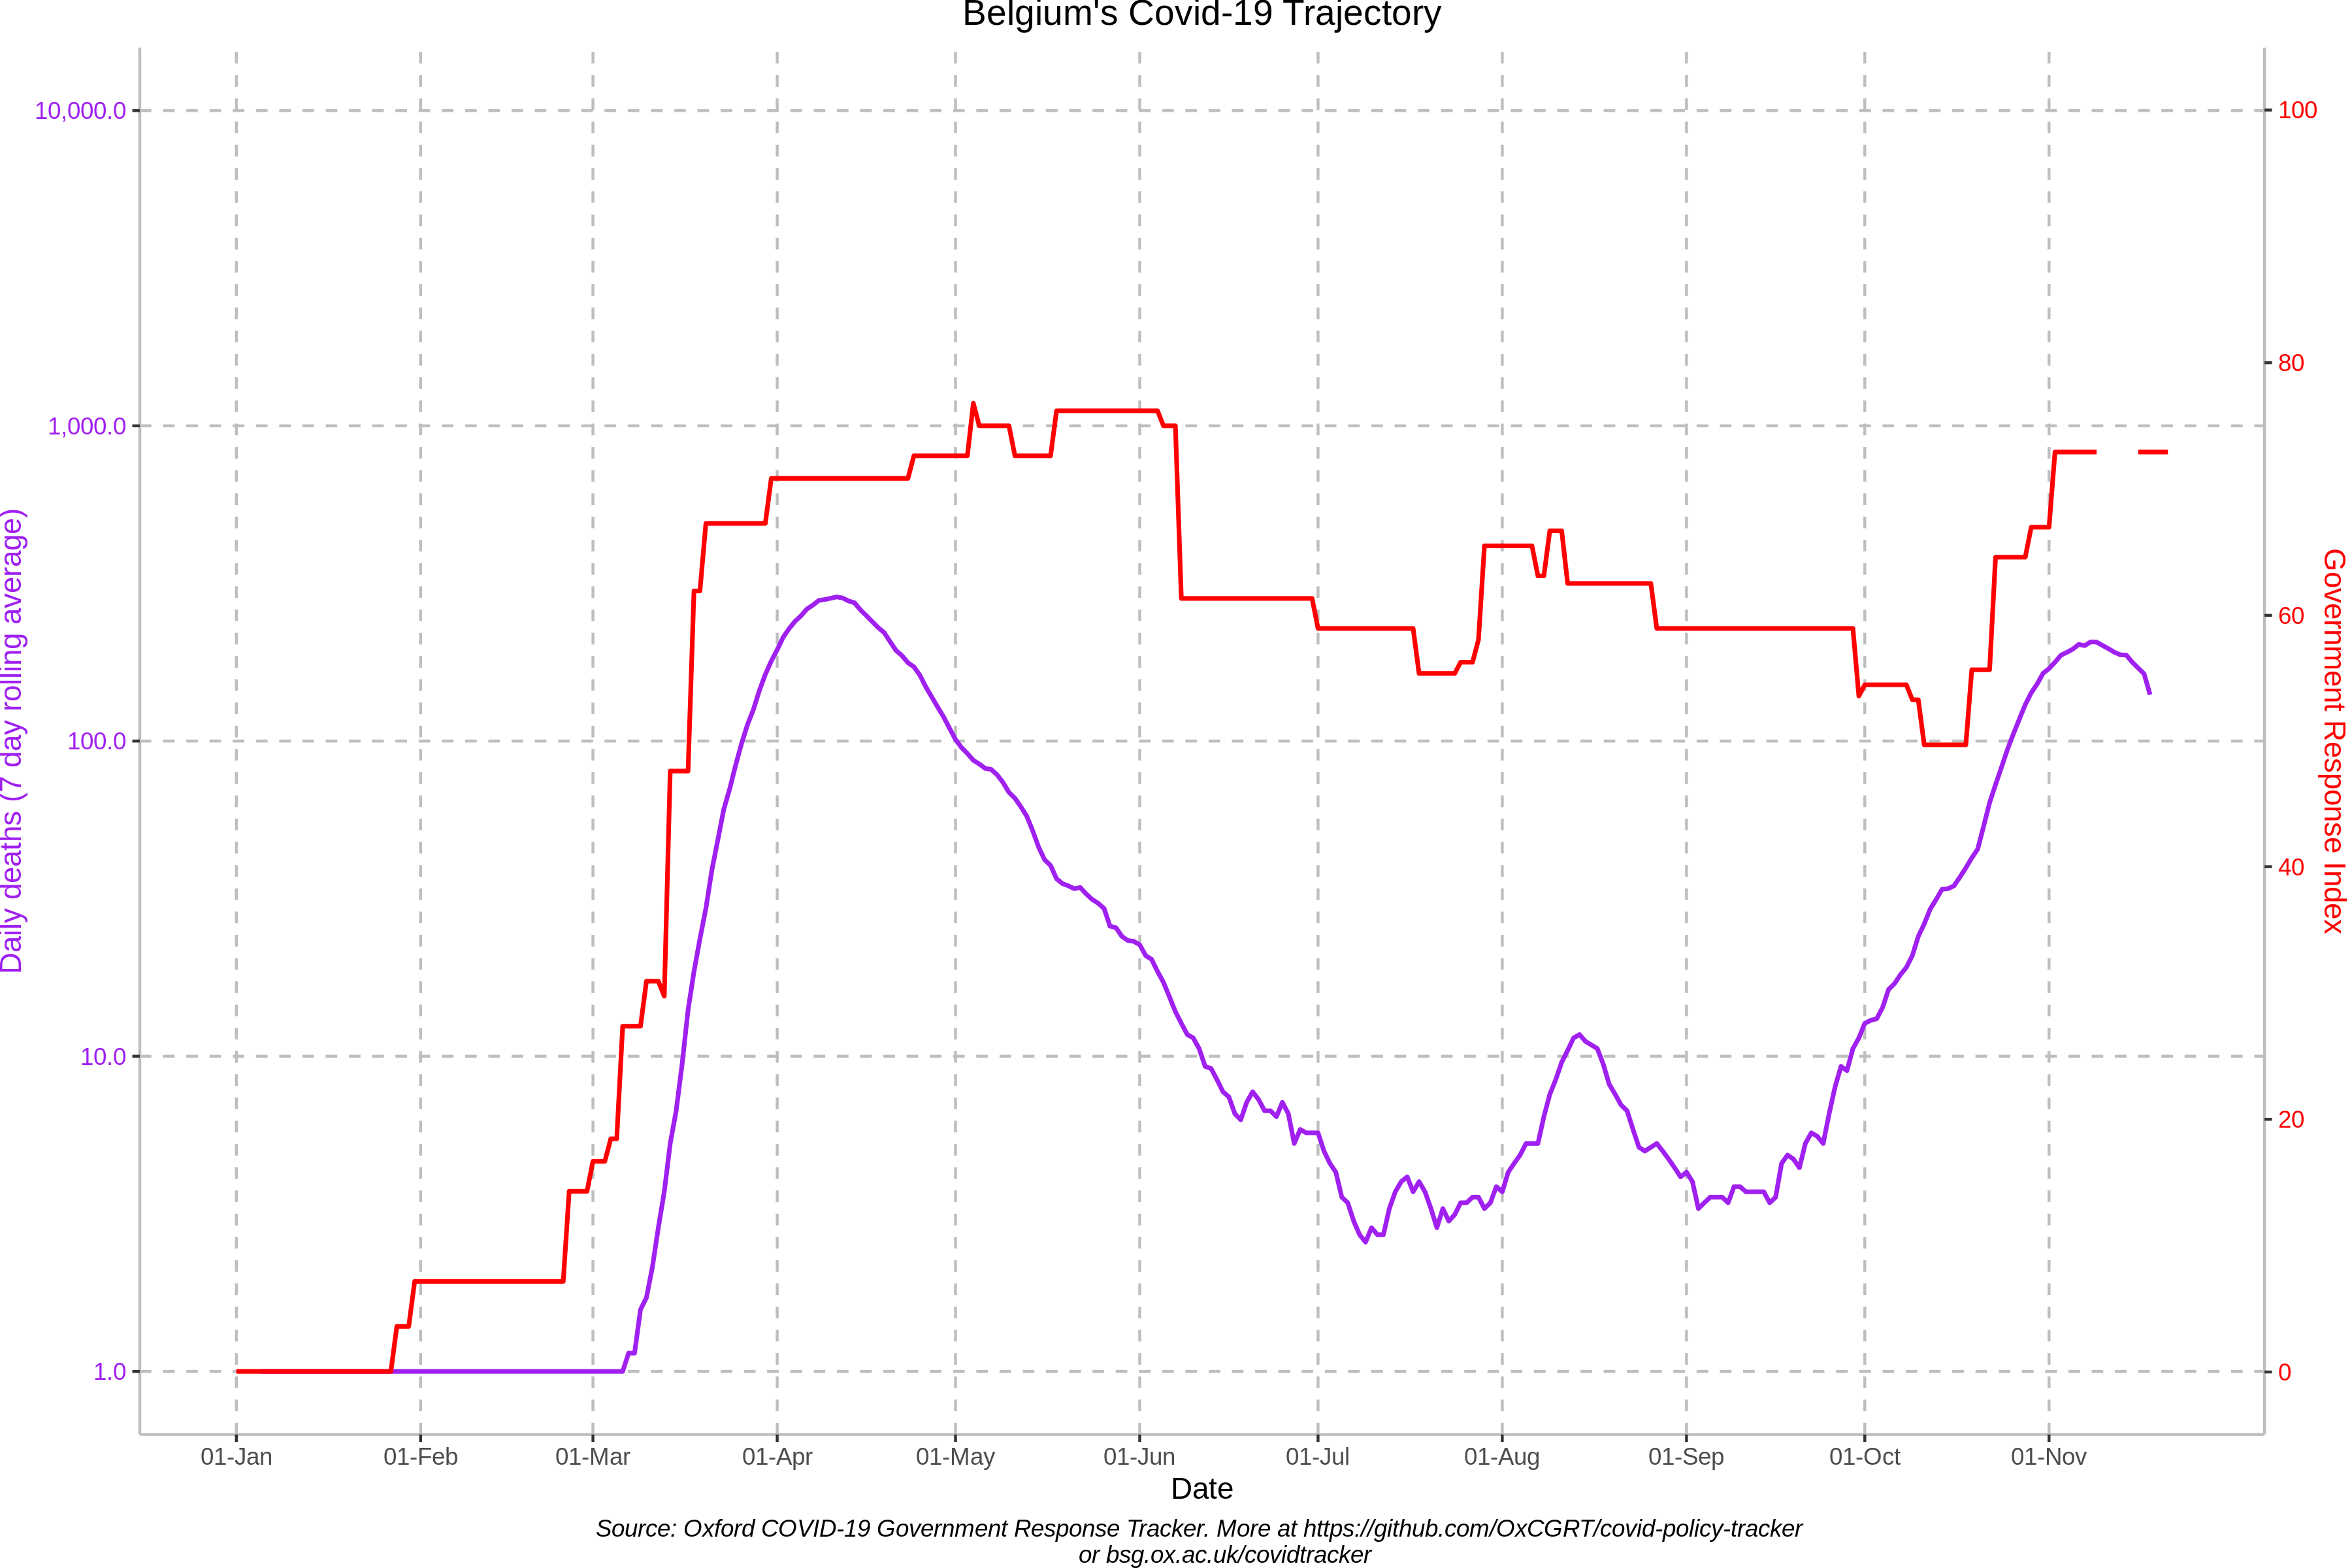 Belgium's Covid-19 Trajectory
10,000.0
1,000.0
100.0
10.0
1.0
Daily deaths (7 day rolling average)
100
80
60
40
20
0
Government Response Index
01-Jan
01-Feb
01-Mar
01-Apr
01-May
01-Jun
01-Jul
01-Aug
01-Sep
01-Oct
01-Nov
Date
Source: Oxford COVID-19 Government Response Tracker. More at https://github.com/OxCGRT/covid-policy-tracker
or bsg.ox.ac.uk/covidtracker